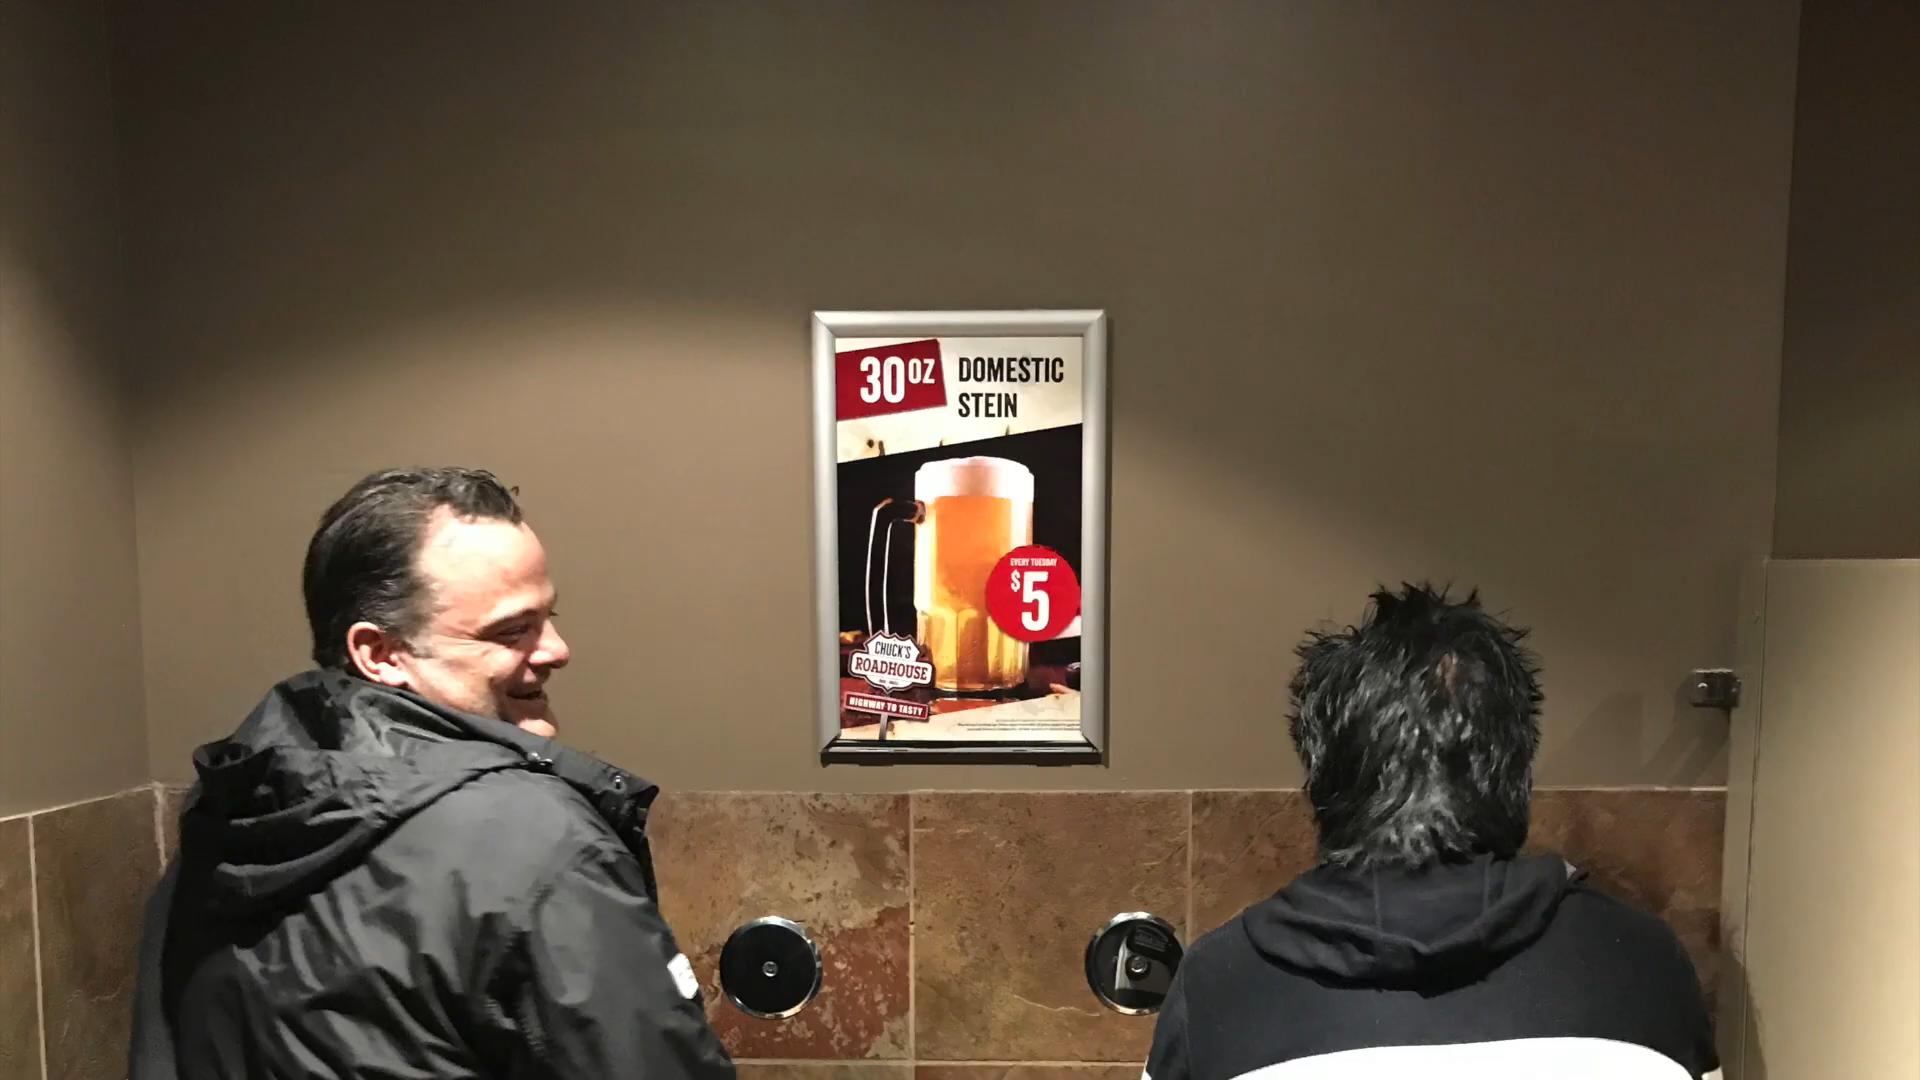 30OZ
DOMESTIC
STEIN
EVERY TUESDAY
$5
CHUCK'S
ROADHOUSE
HIGHWAY TO TASTY